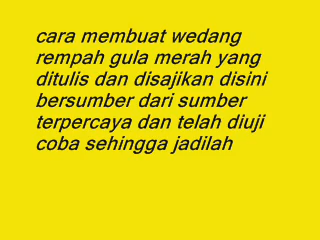 cara membuat wedang
rempah gula merah yang
ditulis dan disajikan disini
bersumber dari sumber
terpercaya dan telah diuji
coba sehingga jadilah